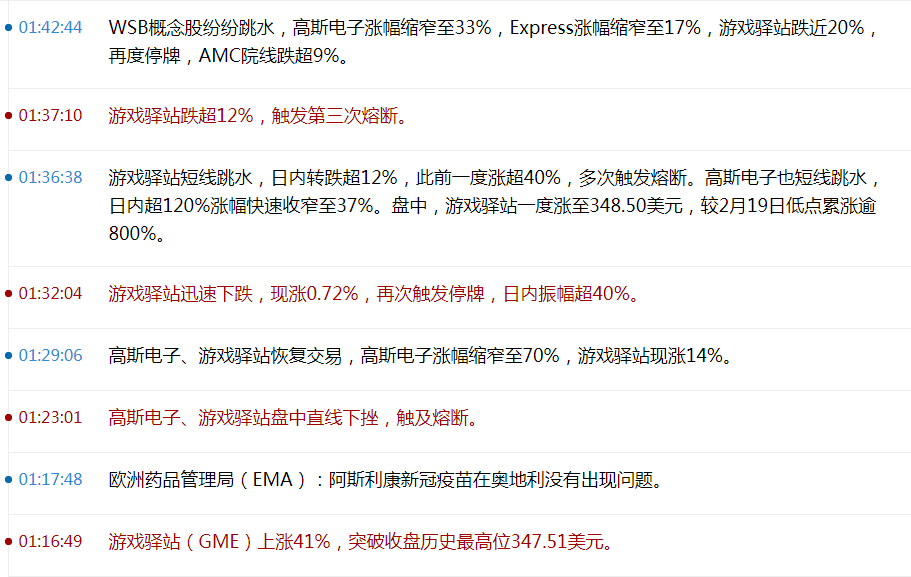 01:42:44 WSB概念股纷纷跳水，高斯电子涨幅缩窄至33%，Express涨幅缩窄至17%，游戏驿站跌近20%，
再度停牌，AMC院线跌超9%。
01:37:10 游戏驿站跌超12%，触发第三次熔断。
01:36:38 游戏驿站短线跳水，日内转跌超12%，此前一度涨超40%，多次触发熔断。高斯电子也短线跳水，
日内超120%涨幅快速收窄至37%。盘中，游戏驿站一度涨至348.50美元，较2月19日低点累涨逾
800%。
01:32:04 游戏驿站迅速下跌，现涨0.72%，再次触发停牌，日内振幅超40%。
01:29:06 高斯电子、游戏驿站恢复交易，高斯电子涨幅缩窄至70%，游戏驿站现涨14%。
01:23:01 高斯电子、游戏驿站盘中直线下挫，触及熔断。
01:17:48 欧洲药品管理局（EMA）：阿斯利康新冠疫苗在奥地利没有出现问题。
01:16:49 游戏驿站（GME）上涨41%，突破收盘历史最高位347.51美元。